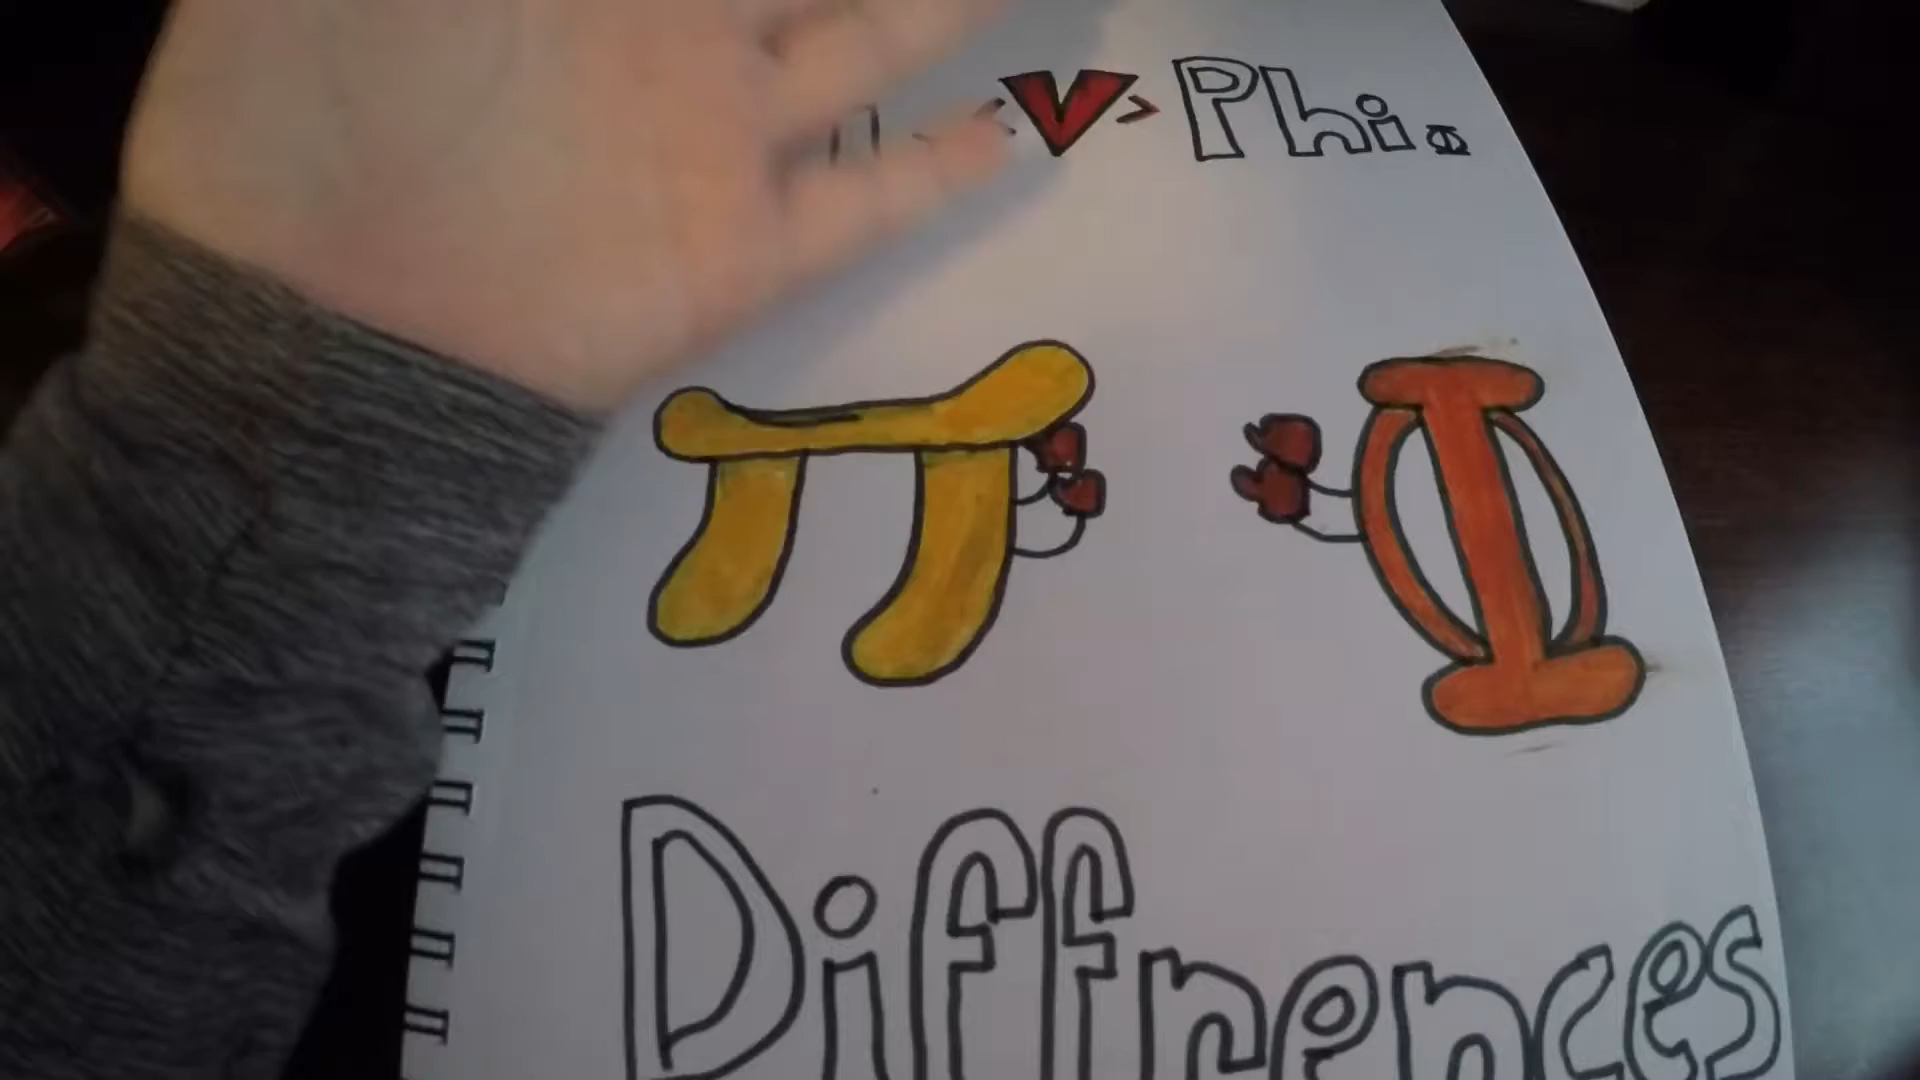 V Phi. Φ
π Φ
Diffrences